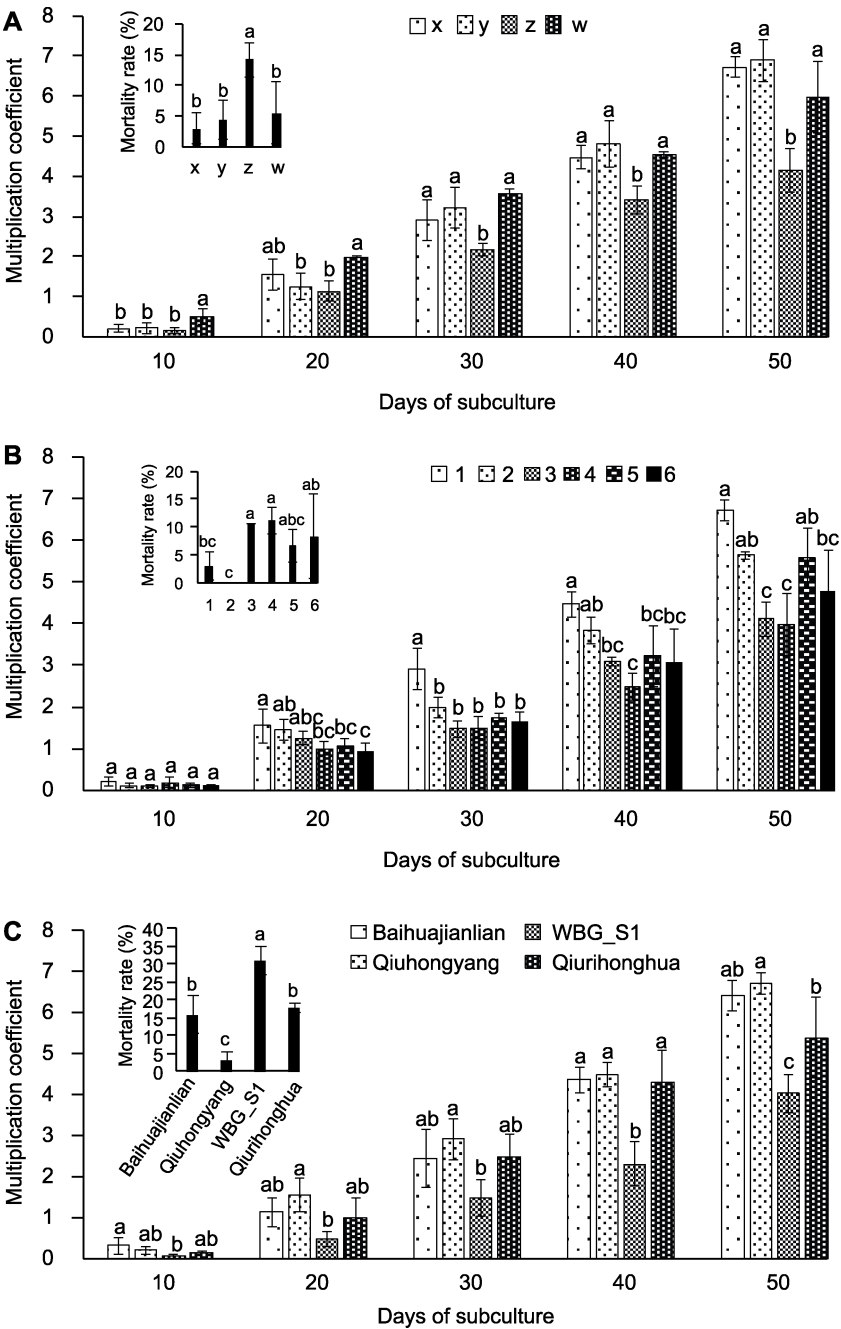 A
8
7
6
5
4
3
2
1
0
Multiplication coefficient
20
15
10
5
0
Mortality rate (%)
b b a b
x y z w
x y z w
b b b a
ab b b a
a a b a
a a b a
a a b a
10 20 30 40 50
Days of subculture
B
8
7
6
5
4
3
2
1
0
Multiplication coefficient
20
15
10
5
0
Mortality rate (%)
bc c a a abc ab
1 2 3 4 5 6
1 2 3 4 5 6
a a a a a a
a ab abc bc bc c
a b b b b b
a ab bc c bc bc
a ab c c ab bc
10 20 30 40 50
Days of subculture
C
8
7
6
5
4
3
2
1
0
Multiplication coefficient
40
35
30
25
20
15
10
5
0
Mortality rate (%)
b c a b
Baihuajianlian
Qiuhongyang
WBG_S1
Qiurihonghua
Baihuajianlian WBG_S1
Qiuhongyang Qiurihonghua
a ab b ab
ab a b ab
ab a b ab
a a b a
ab a c b
10 20 30 40 50
Days of subculture